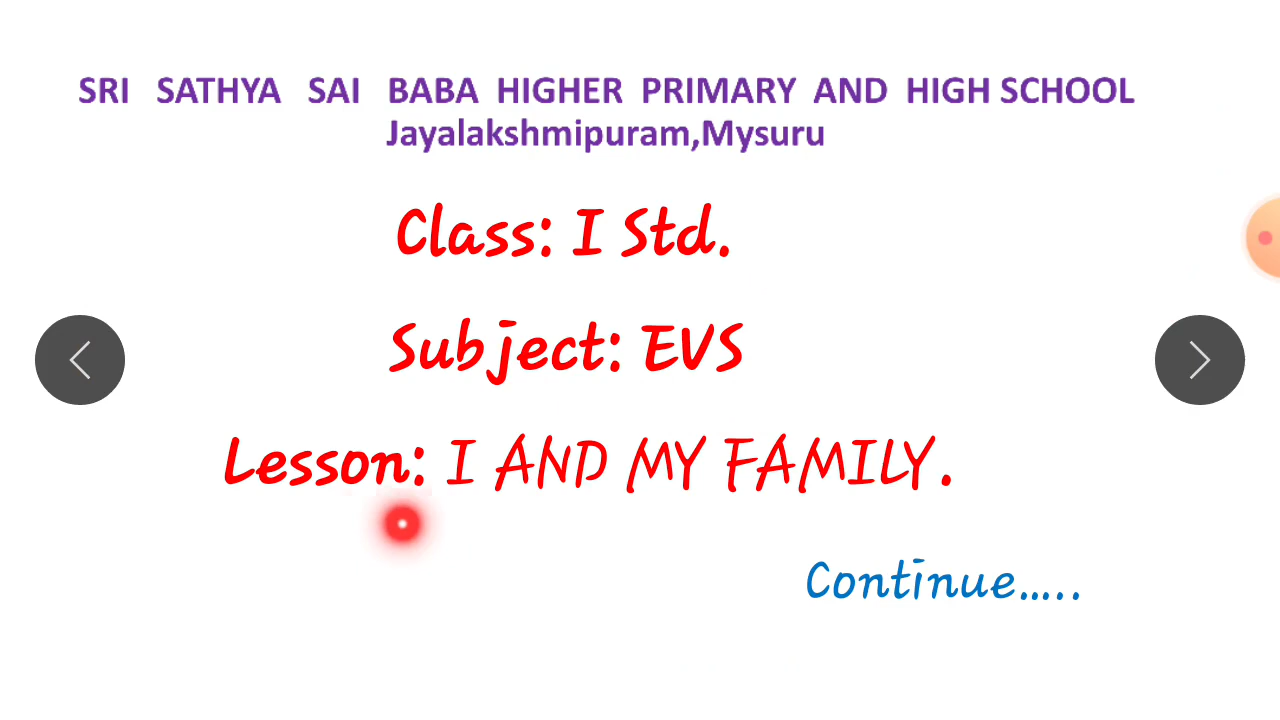 SRI SATHYA SAI BABA HIGHER PRIMARY AND HIGH SCHOOL
Jayalakshmipuram,Mysuru
Class: I Std.
Subject: EVS
Lesson: I AND MY FAMILY.
Continue.....